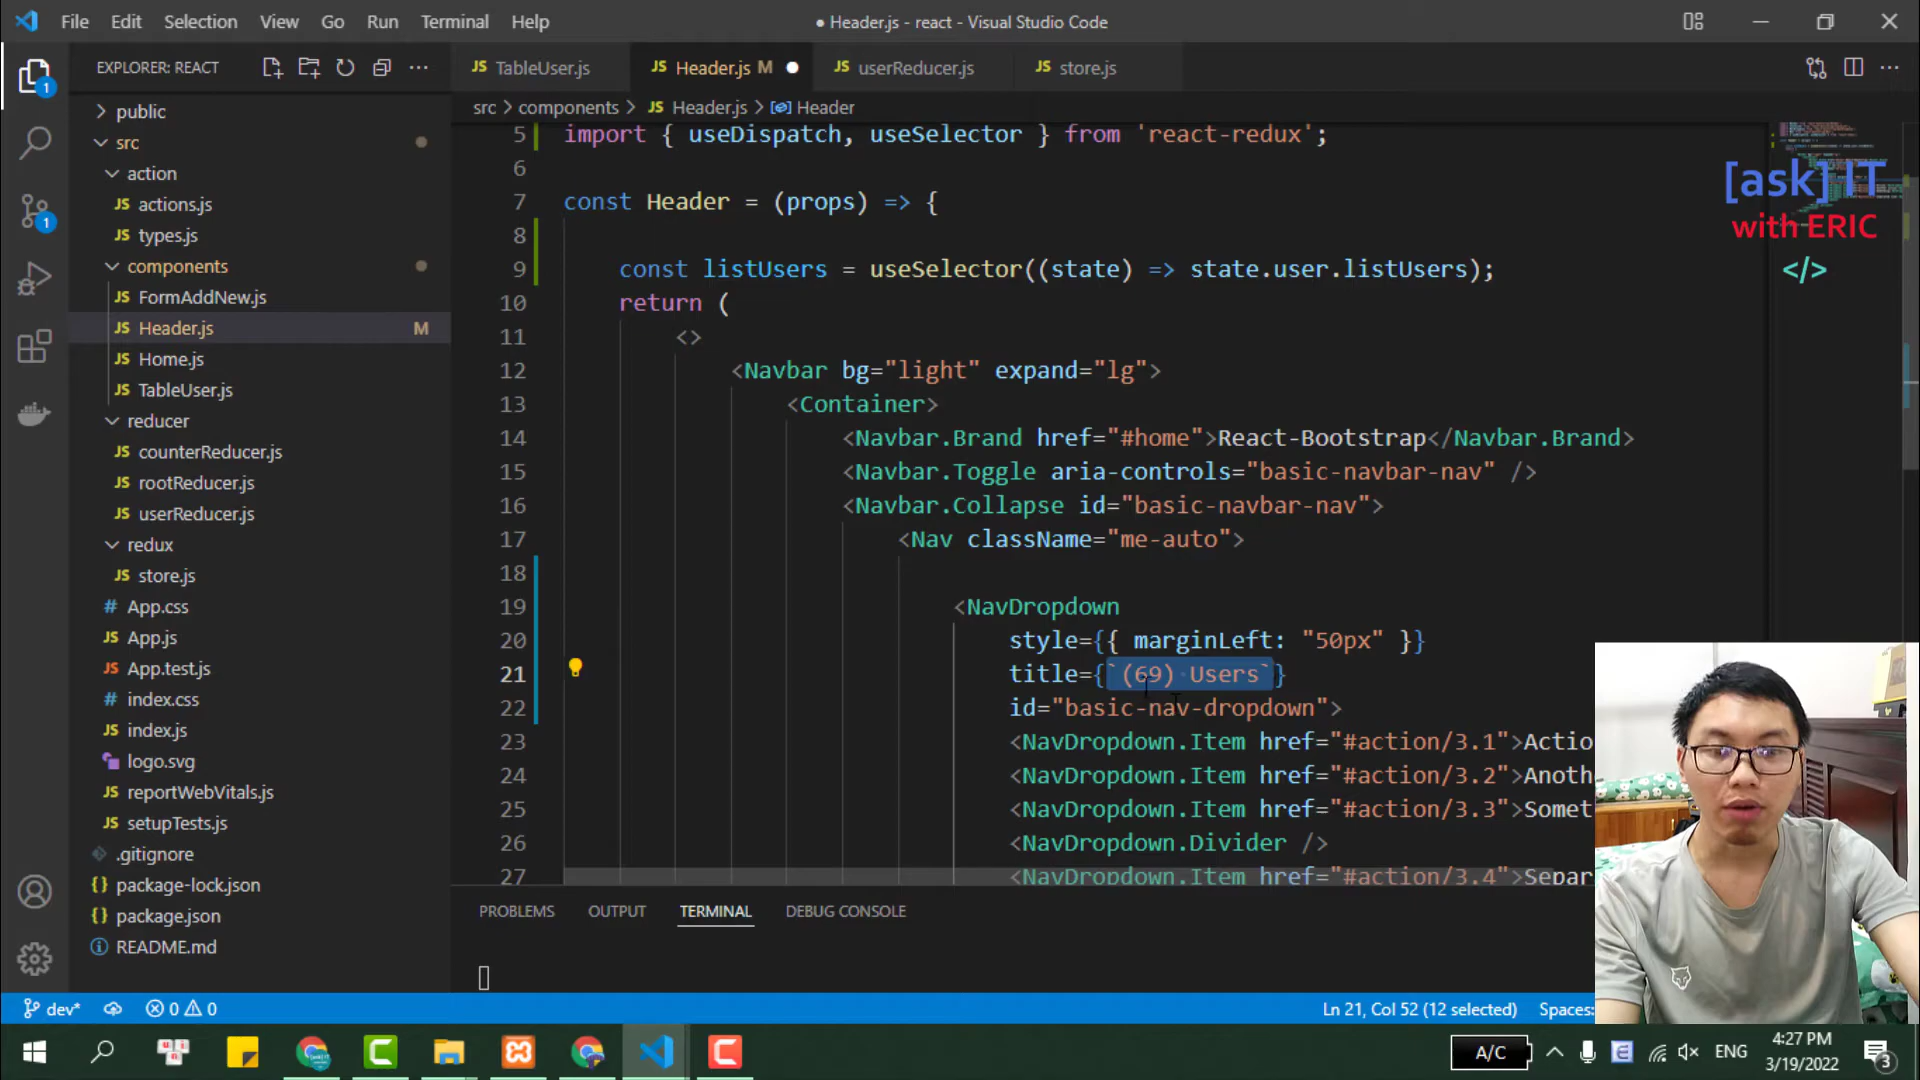 File Edit Selection View Go Run Terminal Help
● Header.js - react - Visual Studio Code
EXPLORER: REACT
JS TableUser.js
JS Header.js M
JS userReducer.js
JS store.js
src > components > JS Header.js > Header
public
src
action
JS actions.js
JS types.js
components
JS FormAddNew.js
JS Header.js M
JS Home.js
JS TableUser.js
reducer
JS counterReducer.js
JS rootReducer.js
JS userReducer.js
redux
JS store.js
# App.css
JS App.js
JS App.test.js
# index.css
JS index.js
logo.svg
JS reportWebVitals.js
JS setupTests.js
.gitignore
{} package-lock.json
{} package.json
README.md
5 import { useDispatch, useSelector } from 'react-redux';
6
7 const Header = (props) => {
8
9 const listUsers = useSelector((state) => state.user.listUsers);
10 return (
11 <>
12 <Navbar bg="light" expand="lg">
13 <Container>
14 <Navbar.Brand href="#home">React-Bootstrap</Navbar.Brand>
15 <Navbar.Toggle aria-controls="basic-navbar-nav" />
16 <Navbar.Collapse id="basic-navbar-nav">
17 <Nav className="me-auto">
18
19 <NavDropdown
20 style={{ marginLeft: "50px" }}
21 title={`(69) Users`}
22 id="basic-nav-dropdown">
23 <NavDropdown.Item href="#action/3.1">Actio
24 <NavDropdown.Item href="#action/3.2">Anoth
25 <NavDropdown.Item href="#action/3.3">Somet
26 <NavDropdown.Divider />
27 <NavDropdown.Item href="#action/3.4">Separ
[ask] IT
with ERIC
</>
PROBLEMS OUTPUT TERMINAL DEBUG CONSOLE
dev* 0 0
Ln 21, Col 52 (12 selected) Spaces:
1
1
A/C
ENG
4:27 PM
3/19/2022
3